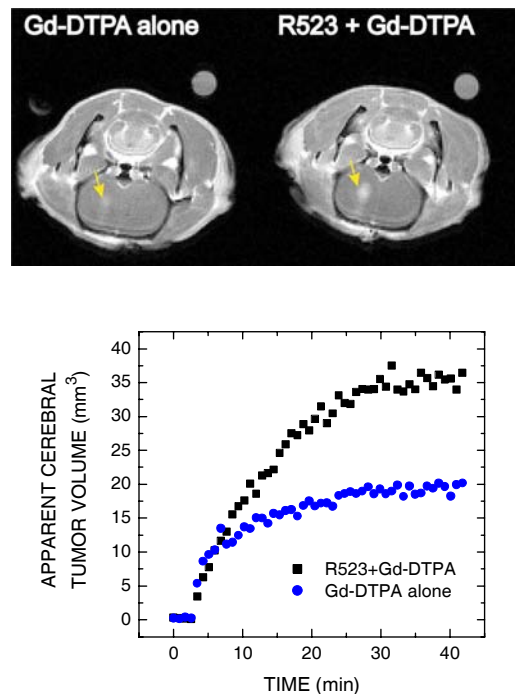 Gd-DTPA alone
R523 + Gd-DTPA
APPARENT CEREBRAL
TUMOR VOLUME (mm³)
40
35
30
25
20
15
10
5
0
R523+Gd-DTPA
Gd-DTPA alone
0
10
20
30
40
TIME (min)